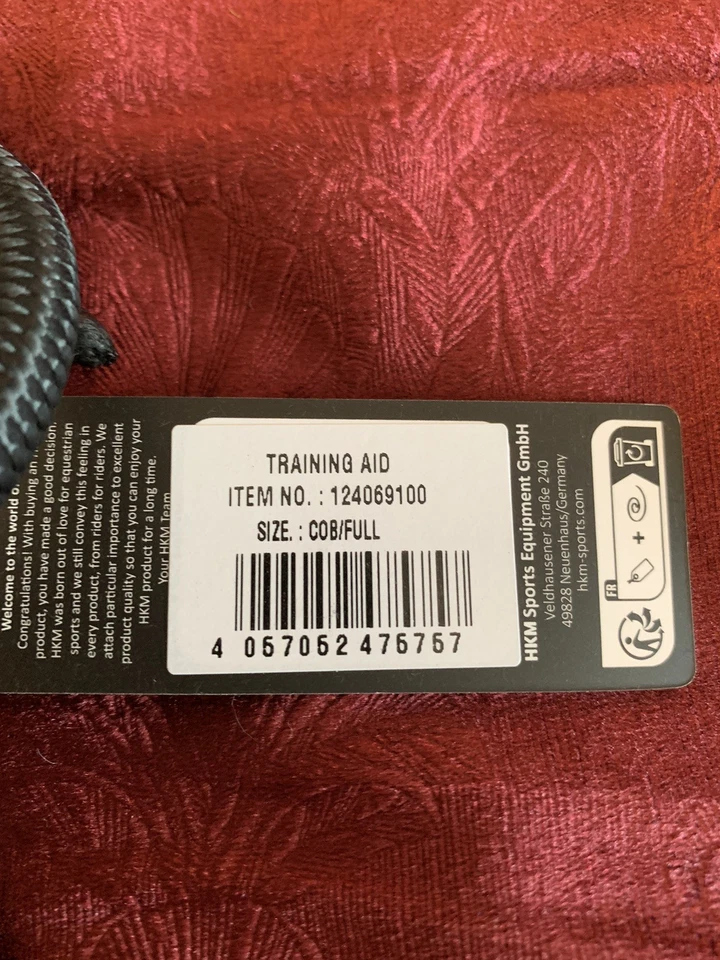 Welcome to the world o
Congratulations! With buying an
product, you have made a good decision.
HKM was born out of love for equestrian
sports and we still convey this feeling in
every product, from riders for riders. We
attach particular importance to excellent
product quality so that you can enjoy your
HKM product for a long time.
Your HKM Team
TRAINING AID
ITEM NO. : 124069100
SIZE. : COB/FULL
4 057052 475757
HKM Sports Equipment GmbH
Veldhausener Straße 240
49828 Neuenhaus/Germany
hkm-sports.com
FR
+